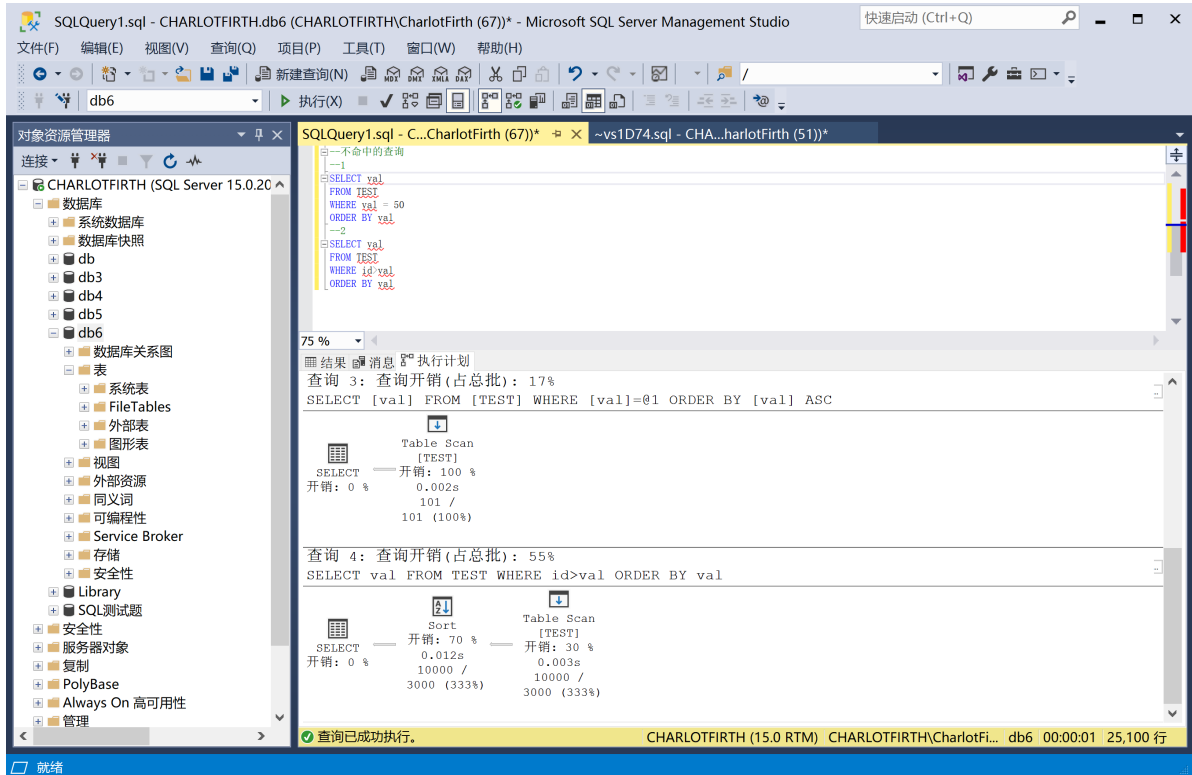 SQLQuery1.sql - CHARLOTFIRTH.db6 (CHARLOTFIRTH\CharlotFirth (67))* - Microsoft SQL Server Management Studio
快速启动 (Ctrl+Q)
文件(F) 编辑(E) 视图(V) 查询(Q) 项目(P) 工具(T) 窗口(W) 帮助(H)
新建查询(N) MDX DMX XMLA DAX /
db6 执行(X)
对象资源管理器
连接
CHARLOTFIRTH (SQL Server 15.0.20
数据库
系统数据库
数据库快照
db
db3
db4
db5
db6
数据库关系图
表
系统表
FileTables
外部表
图形表
视图
外部资源
同义词
可编程性
Service Broker
存储
安全性
Library
SQL测试题
安全性
服务器对象
复制
PolyBase
Always On 高可用性
管理
SQLQuery1.sql - C...CharlotFirth (67))*
~vs1D74.sql - CHA...harlotFirth (51))*
--不命中的查询
--1
SELECT val
FROM TEST
WHERE val = 50
ORDER BY val
--2
SELECT val
FROM TEST
WHERE id>val
ORDER BY val
75 %
结果 消息 执行计划
查询 3: 查询开销(占总批): 17%
SELECT [val] FROM [TEST] WHERE [val]=@1 ORDER BY [val] ASC
SELECT
开销: 0 %
Table Scan
[TEST]
开销: 100 %
0.002s
101 /
101 (100%)
查询 4: 查询开销(占总批): 55%
SELECT val FROM TEST WHERE id>val ORDER BY val
SELECT
开销: 0 %
Sort
开销: 70 %
0.012s
10000 /
3000 (333%)
Table Scan
[TEST]
开销: 30 %
0.003s
10000 /
3000 (333%)
查询已成功执行。
CHARLOTFIRTH (15.0 RTM) CHARLOTFIRTH\CharlotFi... db6 00:00:01 25,100 行
就绪